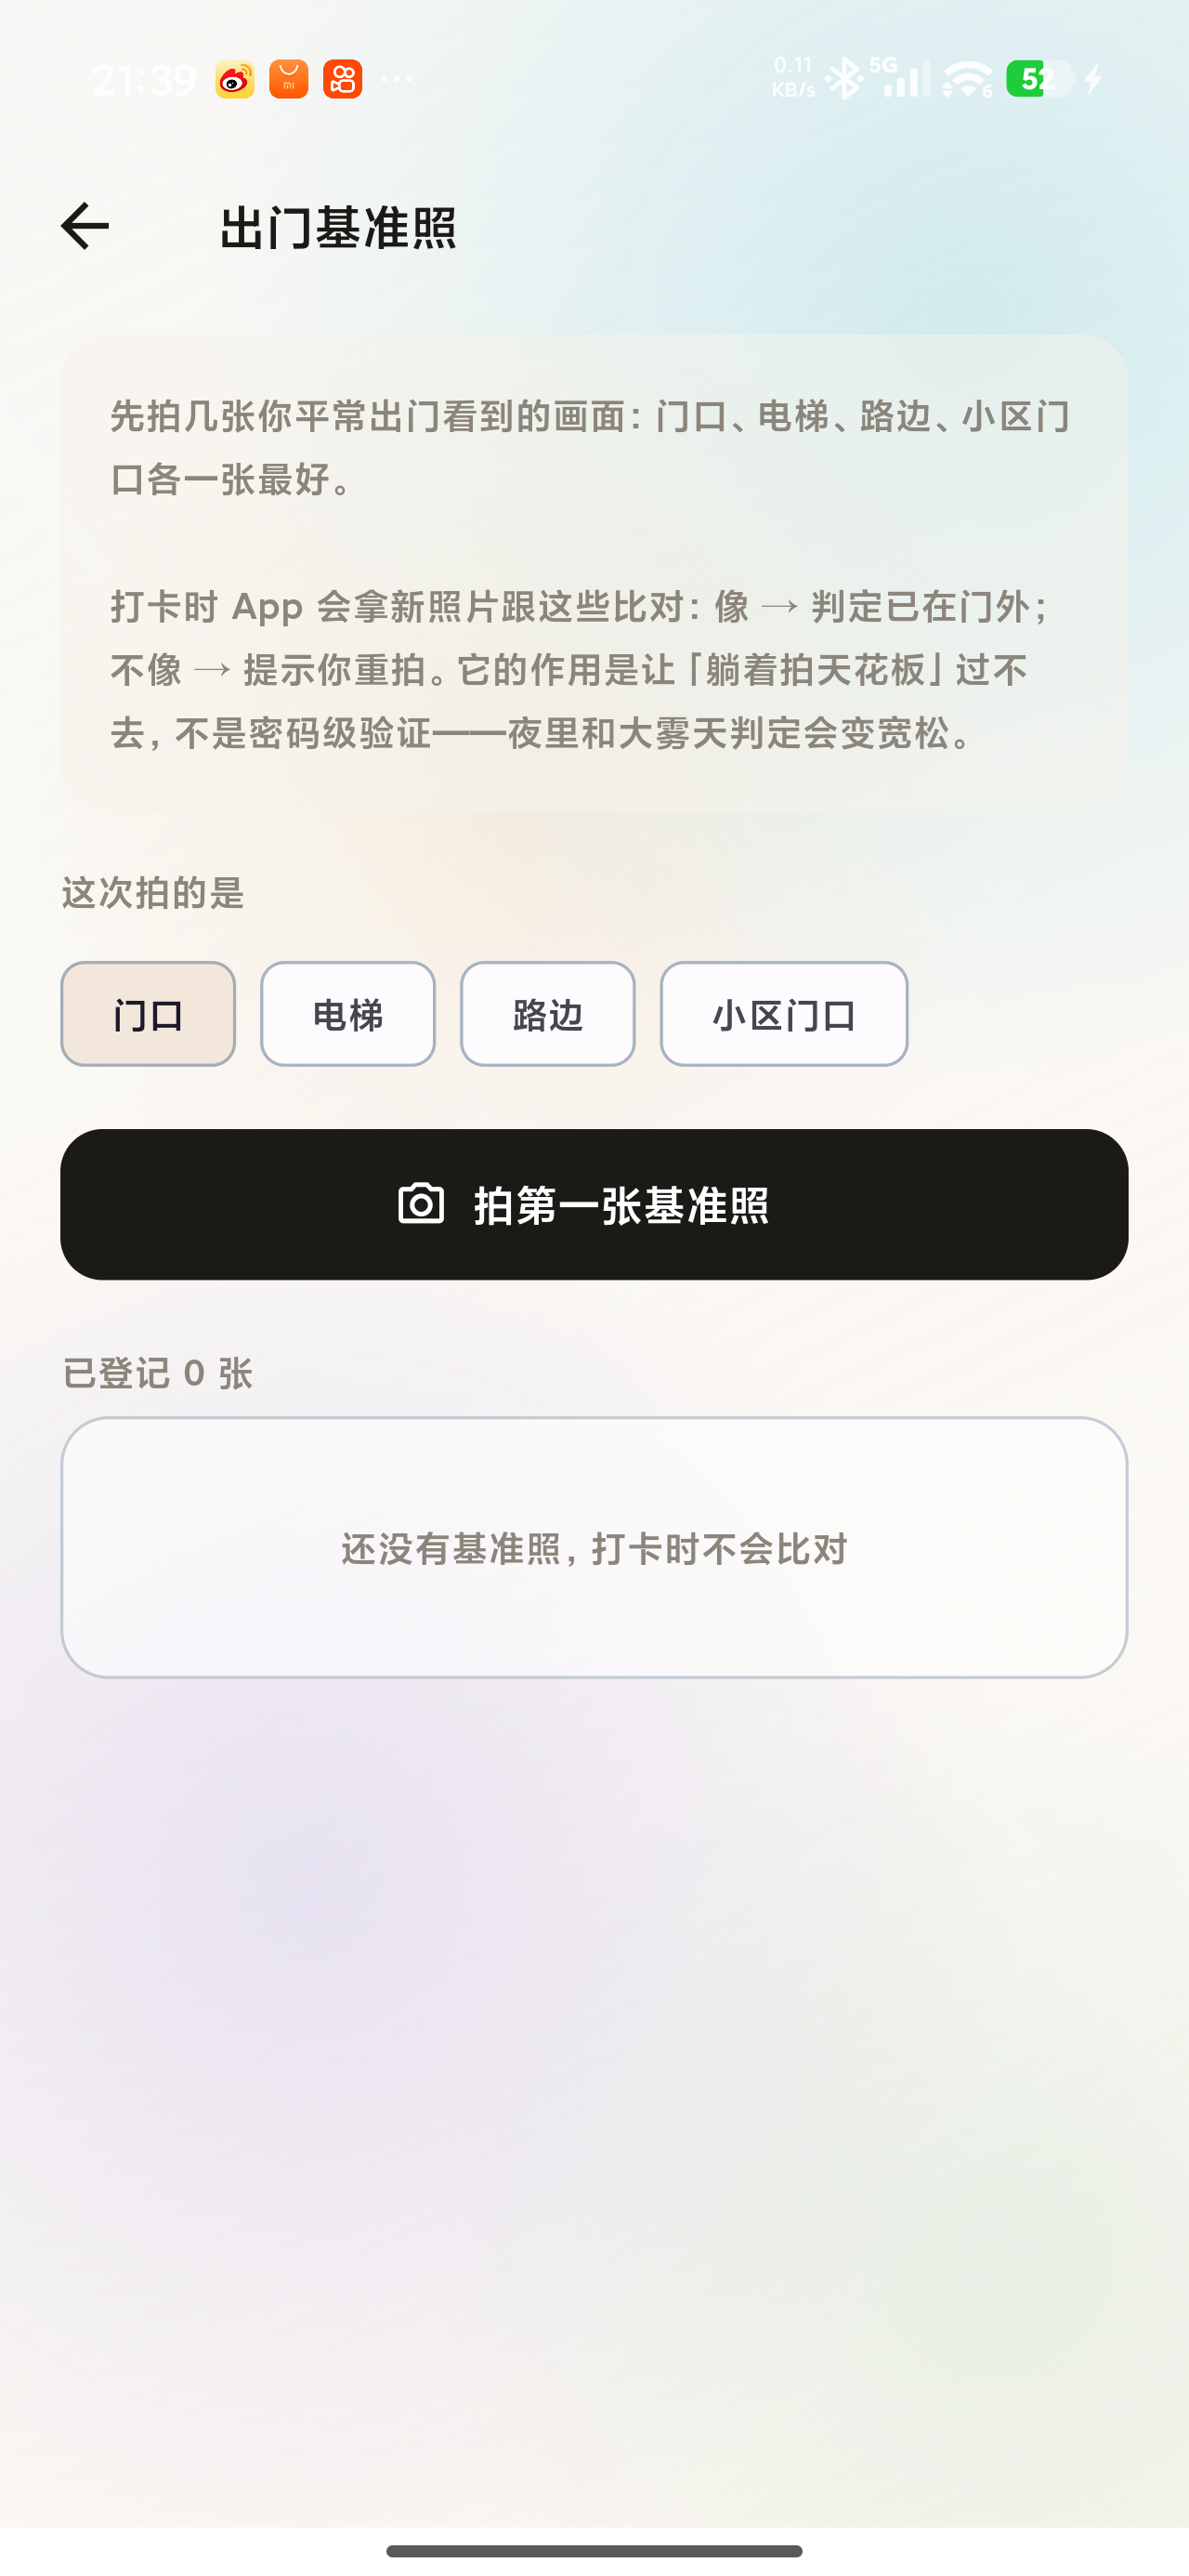 21:39
mi
···
0.11
KB/s
5G
6
52
出门基准照
先拍几张你平常出门看到的画面：门口、电梯、路边、小区门
口各一张最好。
打卡时 App 会拿新照片跟这些比对：像 → 判定已在门外；
不像 → 提示你重拍。它的作用是让「躺着拍天花板」过不
去，不是密码级验证——夜里和大雾天判定会变宽松。
这次拍的是
门口
电梯
路边
小区门口
拍第一张基准照
已登记 0 张
还没有基准照，打卡时不会比对